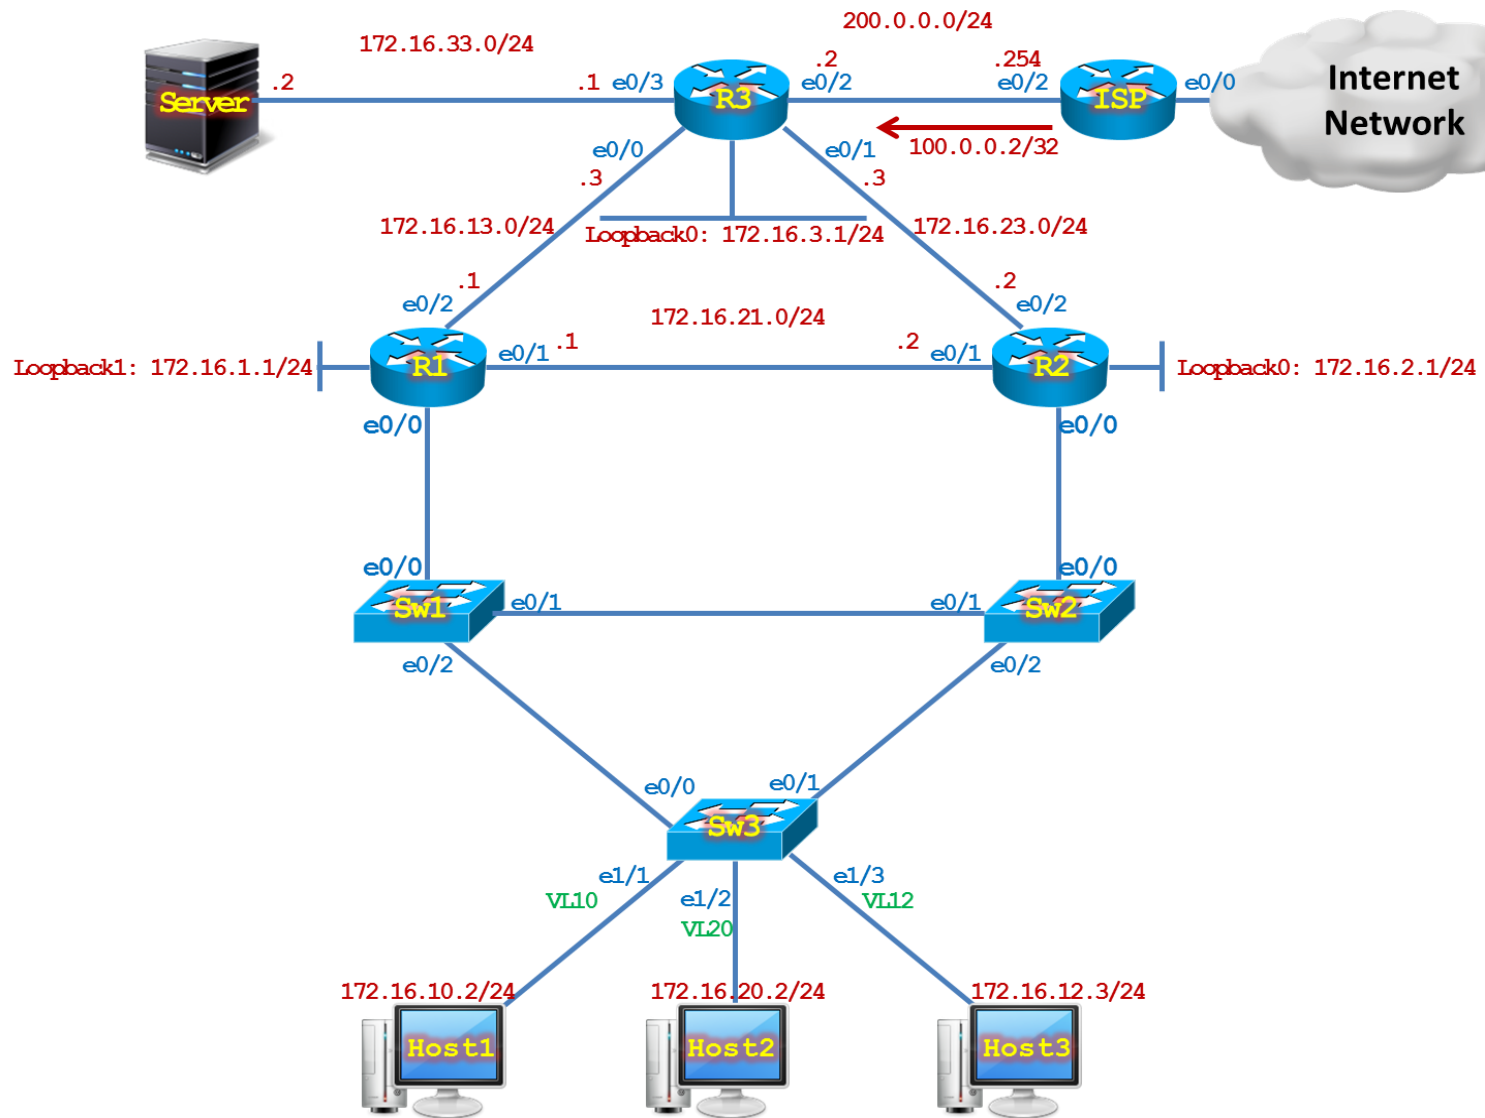 200.0.0.0/24
172.16.33.0/24
Internet
Network
.2
.254
Server
.2
.1
e0/3
R3
e0/2
e0/2
ISP
e0/0
e0/0
e0/1
100.0.0.2/32
.3
.3
172.16.13.0/24
Loopback0: 172.16.3.1/24
172.16.23.0/24
.1
.2
e0/2
e0/2
172.16.21.0/24
Loopback1: 172.16.1.1/24
R1
e0/1
.1
.2
e0/1
R2
Loopback0: 172.16.2.1/24
e0/0
e0/0
e0/0
e0/0
Sw1
e0/1
e0/1
Sw2
e0/2
e0/2
e0/0
e0/1
Sw3
e1/1
e1/2
e1/3
VL10
VL20
VL12
172.16.10.2/24
172.16.20.2/24
172.16.12.3/24
Host1
Host2
Host3